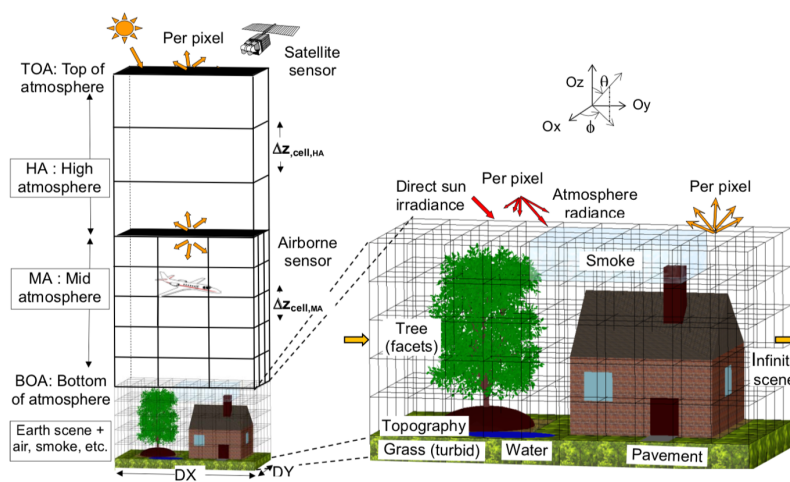 Per pixel
Satellite
sensor
TOA: Top of
atmosphere
Δz,cell,HA
HA : High
atmosphere
Airborne
sensor
MA : Mid
atmosphere
Δzcell,MA
BOA: Bottom
of atmosphere
Earth scene +
air, smoke, etc.
DX
DY
Oz
θ
Oy
Ox
ϕ
Direct sun
irradiance
Per pixel
Atmosphere
radiance
Per pixel
Smoke
Tree
(facets)
Infinit
scene
Topography
Grass (turbid)
Water
Pavement